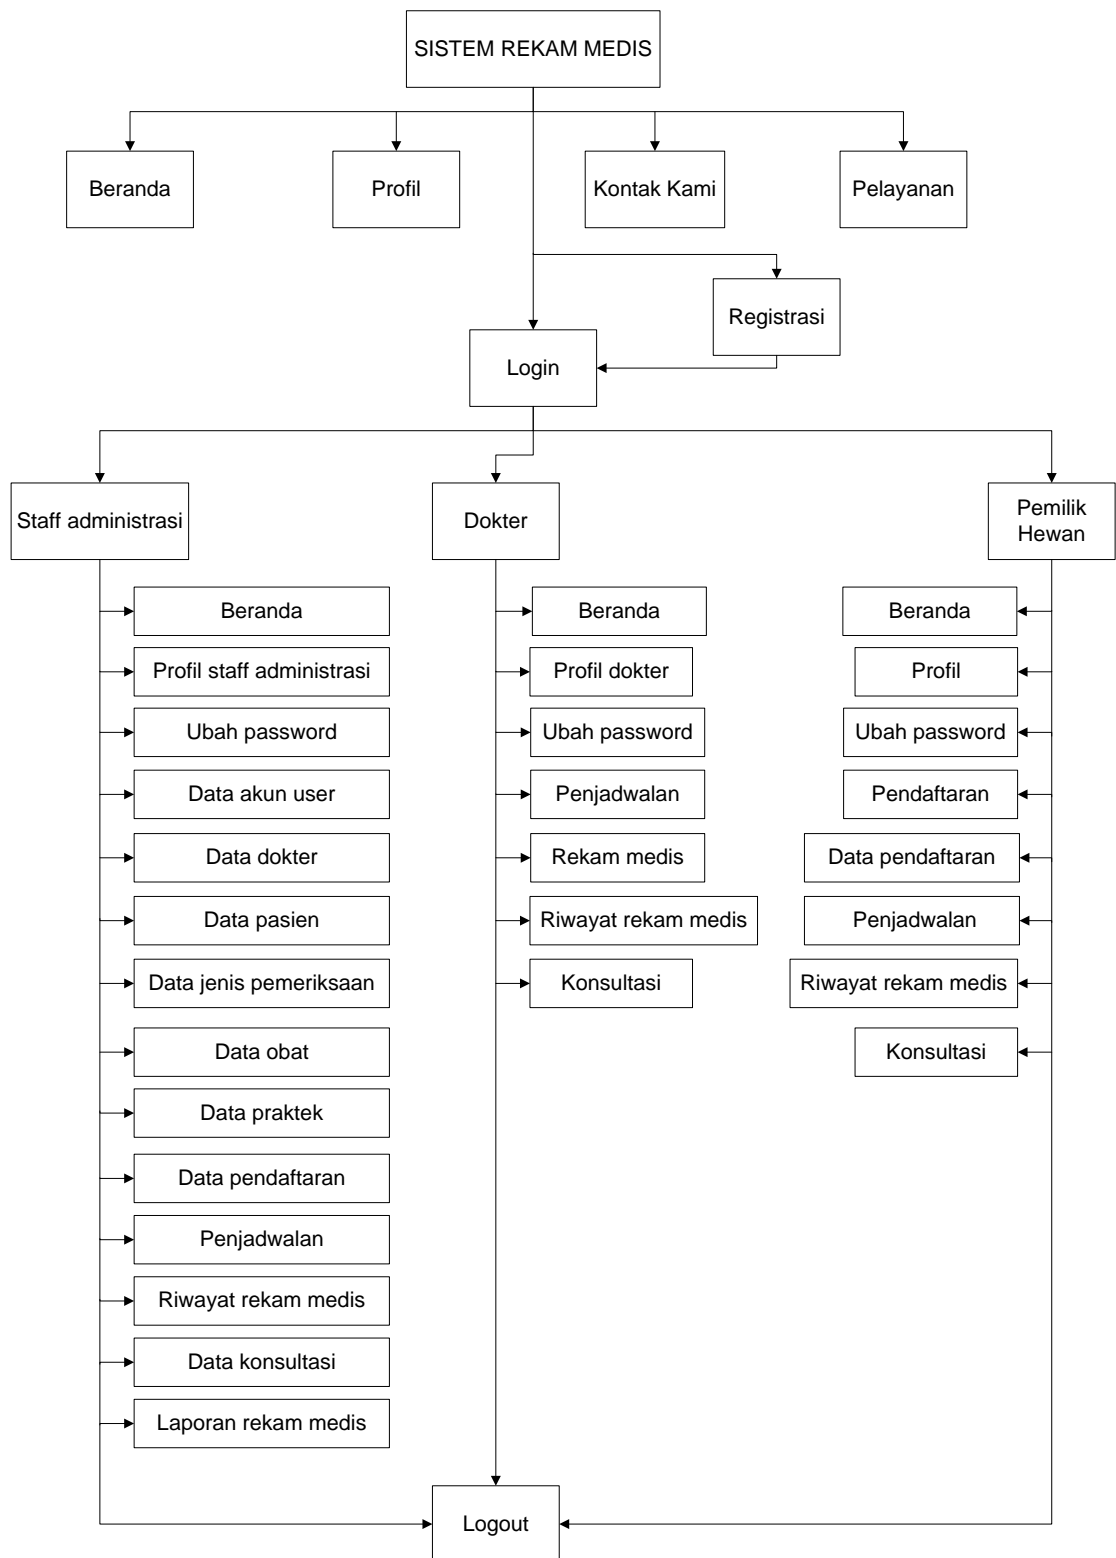 SISTEM REKAM MEDIS
Beranda
Profil
Kontak Kami
Pelayanan
Registrasi
Login
Staff administrasi
Dokter
Pemilik
Hewan
Beranda
Profil staff administrasi
Ubah password
Data akun user
Data dokter
Data pasien
Data jenis pemeriksaan
Data obat
Data praktek
Data pendaftaran
Penjadwalan
Riwayat rekam medis
Data konsultasi
Laporan rekam medis
Beranda
Profil dokter
Ubah password
Penjadwalan
Rekam medis
Riwayat rekam medis
Konsultasi
Beranda
Profil
Ubah password
Pendaftaran
Data pendaftaran
Penjadwalan
Riwayat rekam medis
Konsultasi
Logout